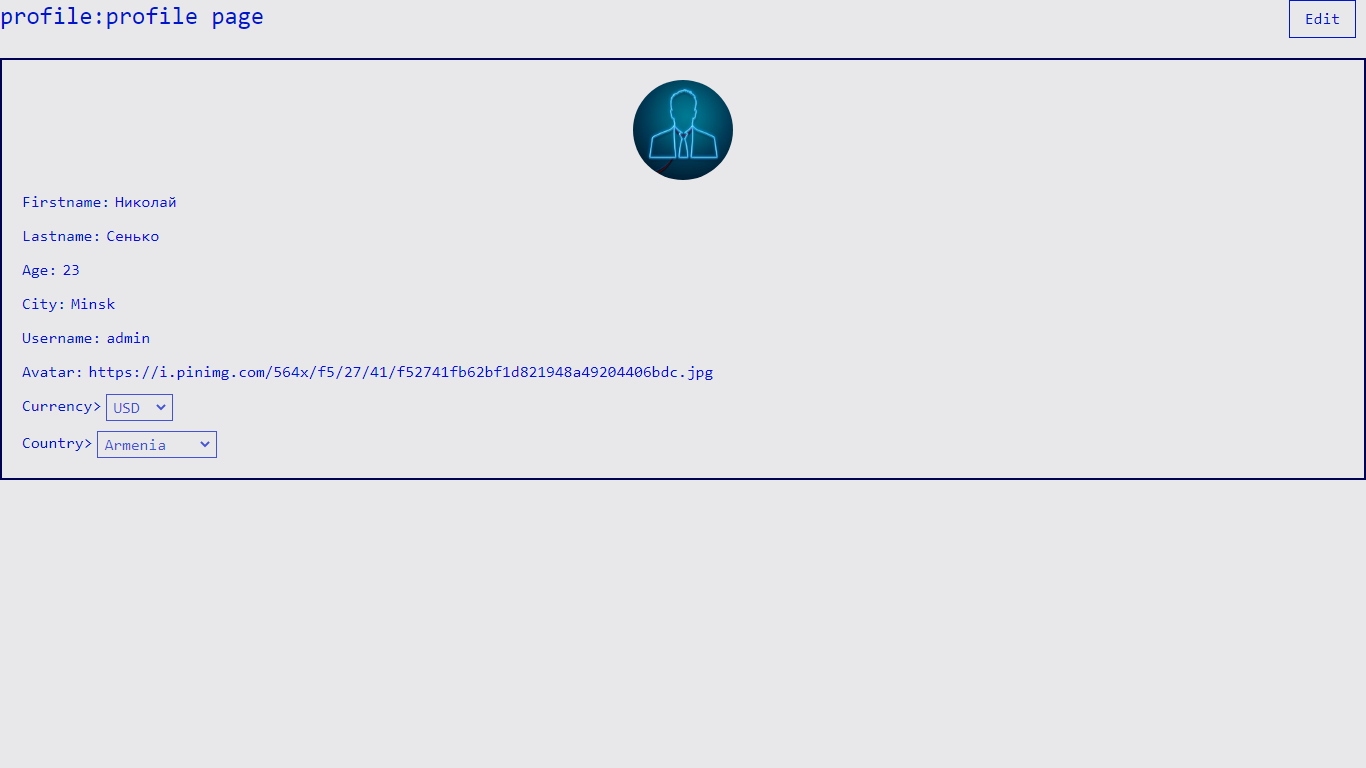 profile:profile page
Edit
Firstname: Николай
Lastname: Сенько
Age: 23
City: Minsk
Username: admin
Avatar: https://i.pinimg.com/564x/f5/27/41/f52741fb62bf1d821948a49204406bdc.jpg
Currency> USD
Country> Armenia